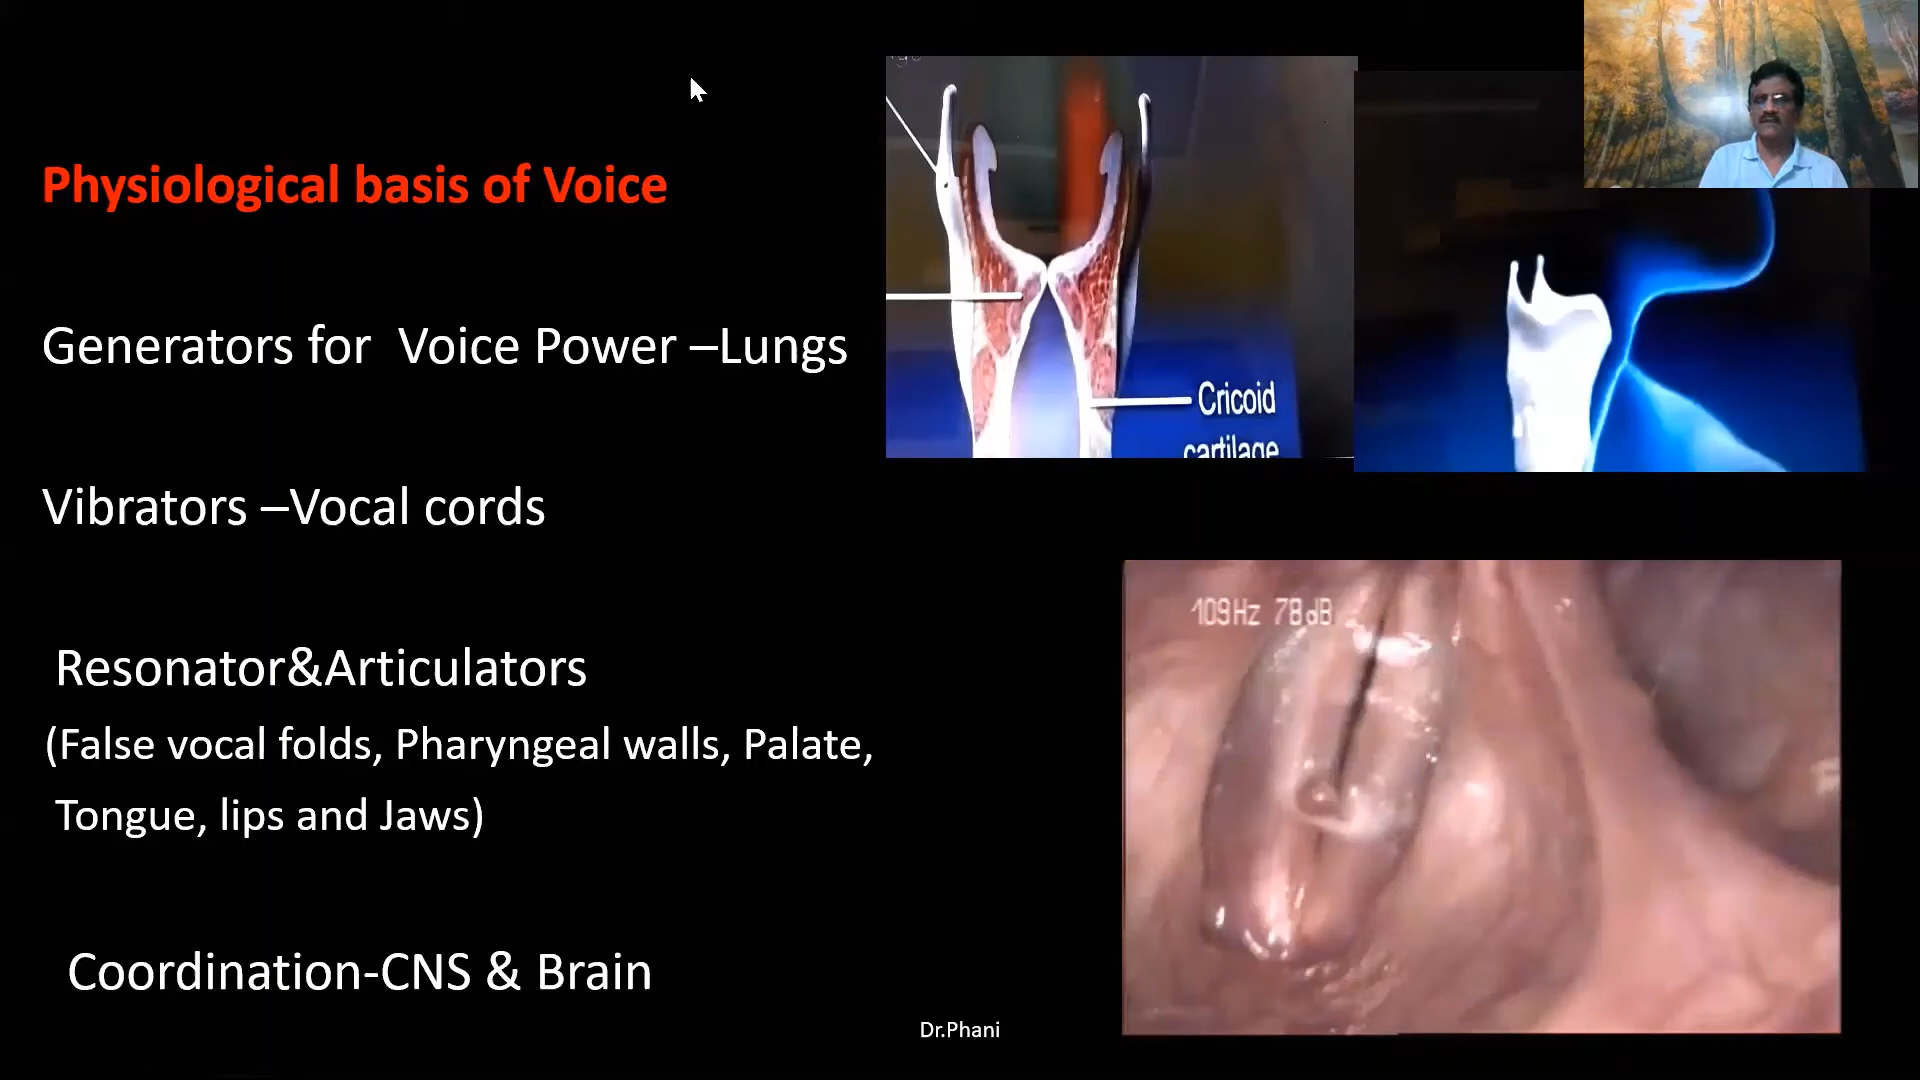 Physiological basis of Voice
Generators for Voice Power –Lungs
Vibrators –Vocal cords
Resonator&Articulators
(False vocal folds, Pharyngeal walls, Palate,
Tongue, lips and Jaws)
Coordination-CNS & Brain
Cricoid
cartilage
109Hz 78dB
Dr.Phani